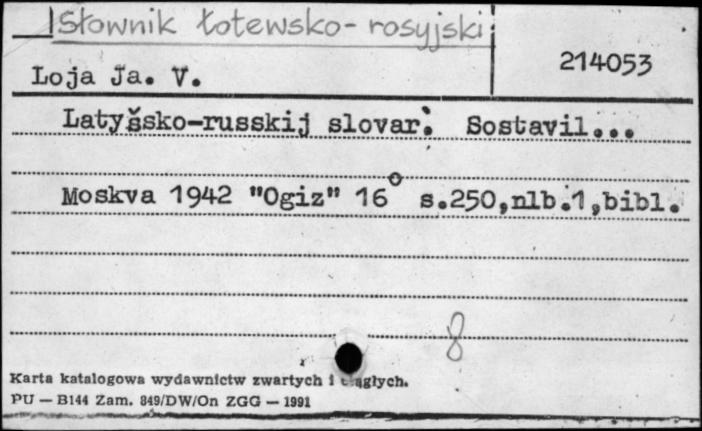 Słownik łotewsko-rosyjski
214053
Loja Ja. V.
Latyšsko-russkij slovar. Sostavil...
Moskva 1942 "Ogiz" 16° s.250,nlb.1,bibl.
8
Karta katalogowa wydawnictw zwartych i
PU — B144 Zam. 849/DW/On ZGG — 1991